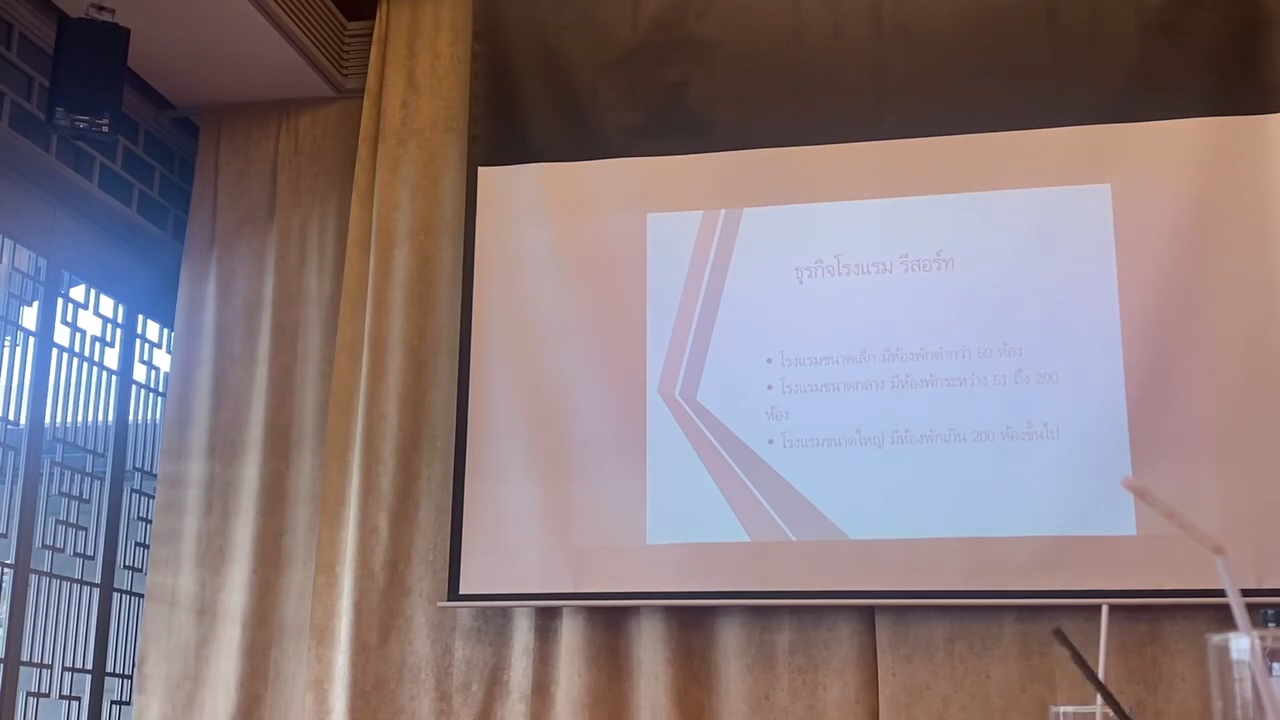 ธุรกิจโรงแรม รีสอร์ท
• โรงแรมขนาดเล็ก มีห้องพักต่ำกว่า 50 ห้อง
• โรงแรมขนาดกลาง มีห้องพักระหว่าง 51 ถึง 200
ห้อง
• โรงแรมขนาดใหญ่ มีห้องพักเกิน 200 ห้องขึ้นไป